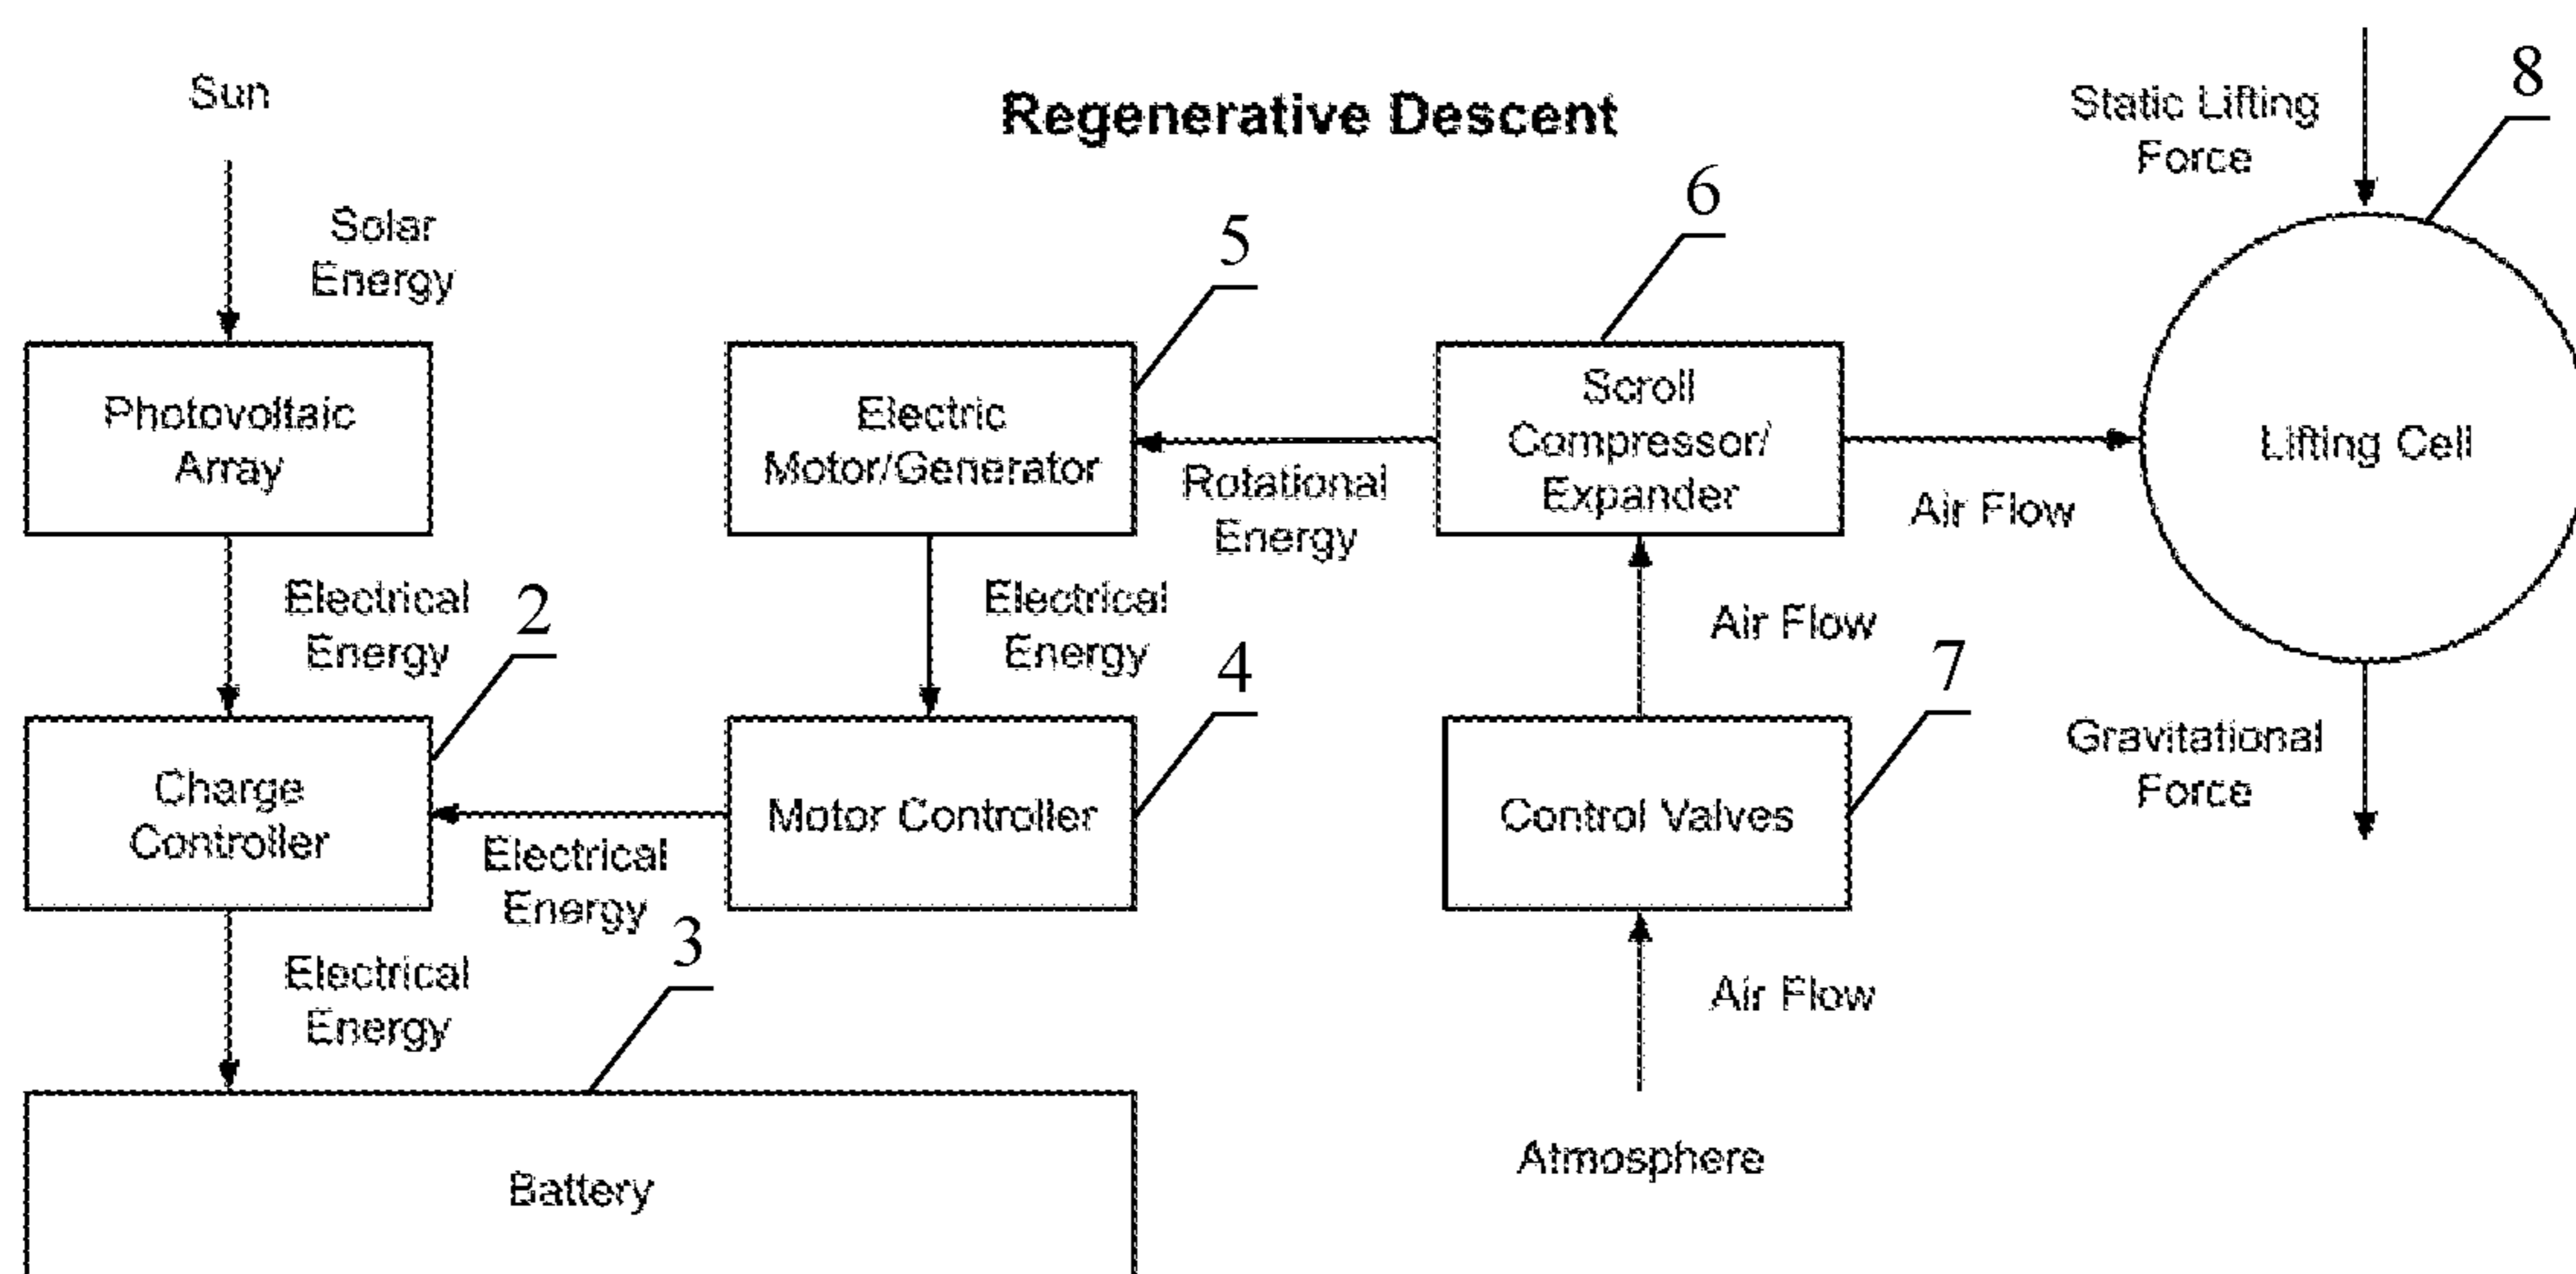 Sun
Regenerative Descent
Static Lifting
Force
8
6
5
Solar
Energy
Photovoltaic
Array
Electric
Motor/Generator
Rotational
Energy
Scroll
Compressor/
Expander
Air Flow
Lifting Cell
Electrical
Energy
2
Electrical
Energy
4
Air Flow
7
Charge
Controller
Electrical
Energy
Motor Controller
Control Valves
Gravitational
Force
Electrical
Energy
3
Air Flow
Battery
Atmosphere